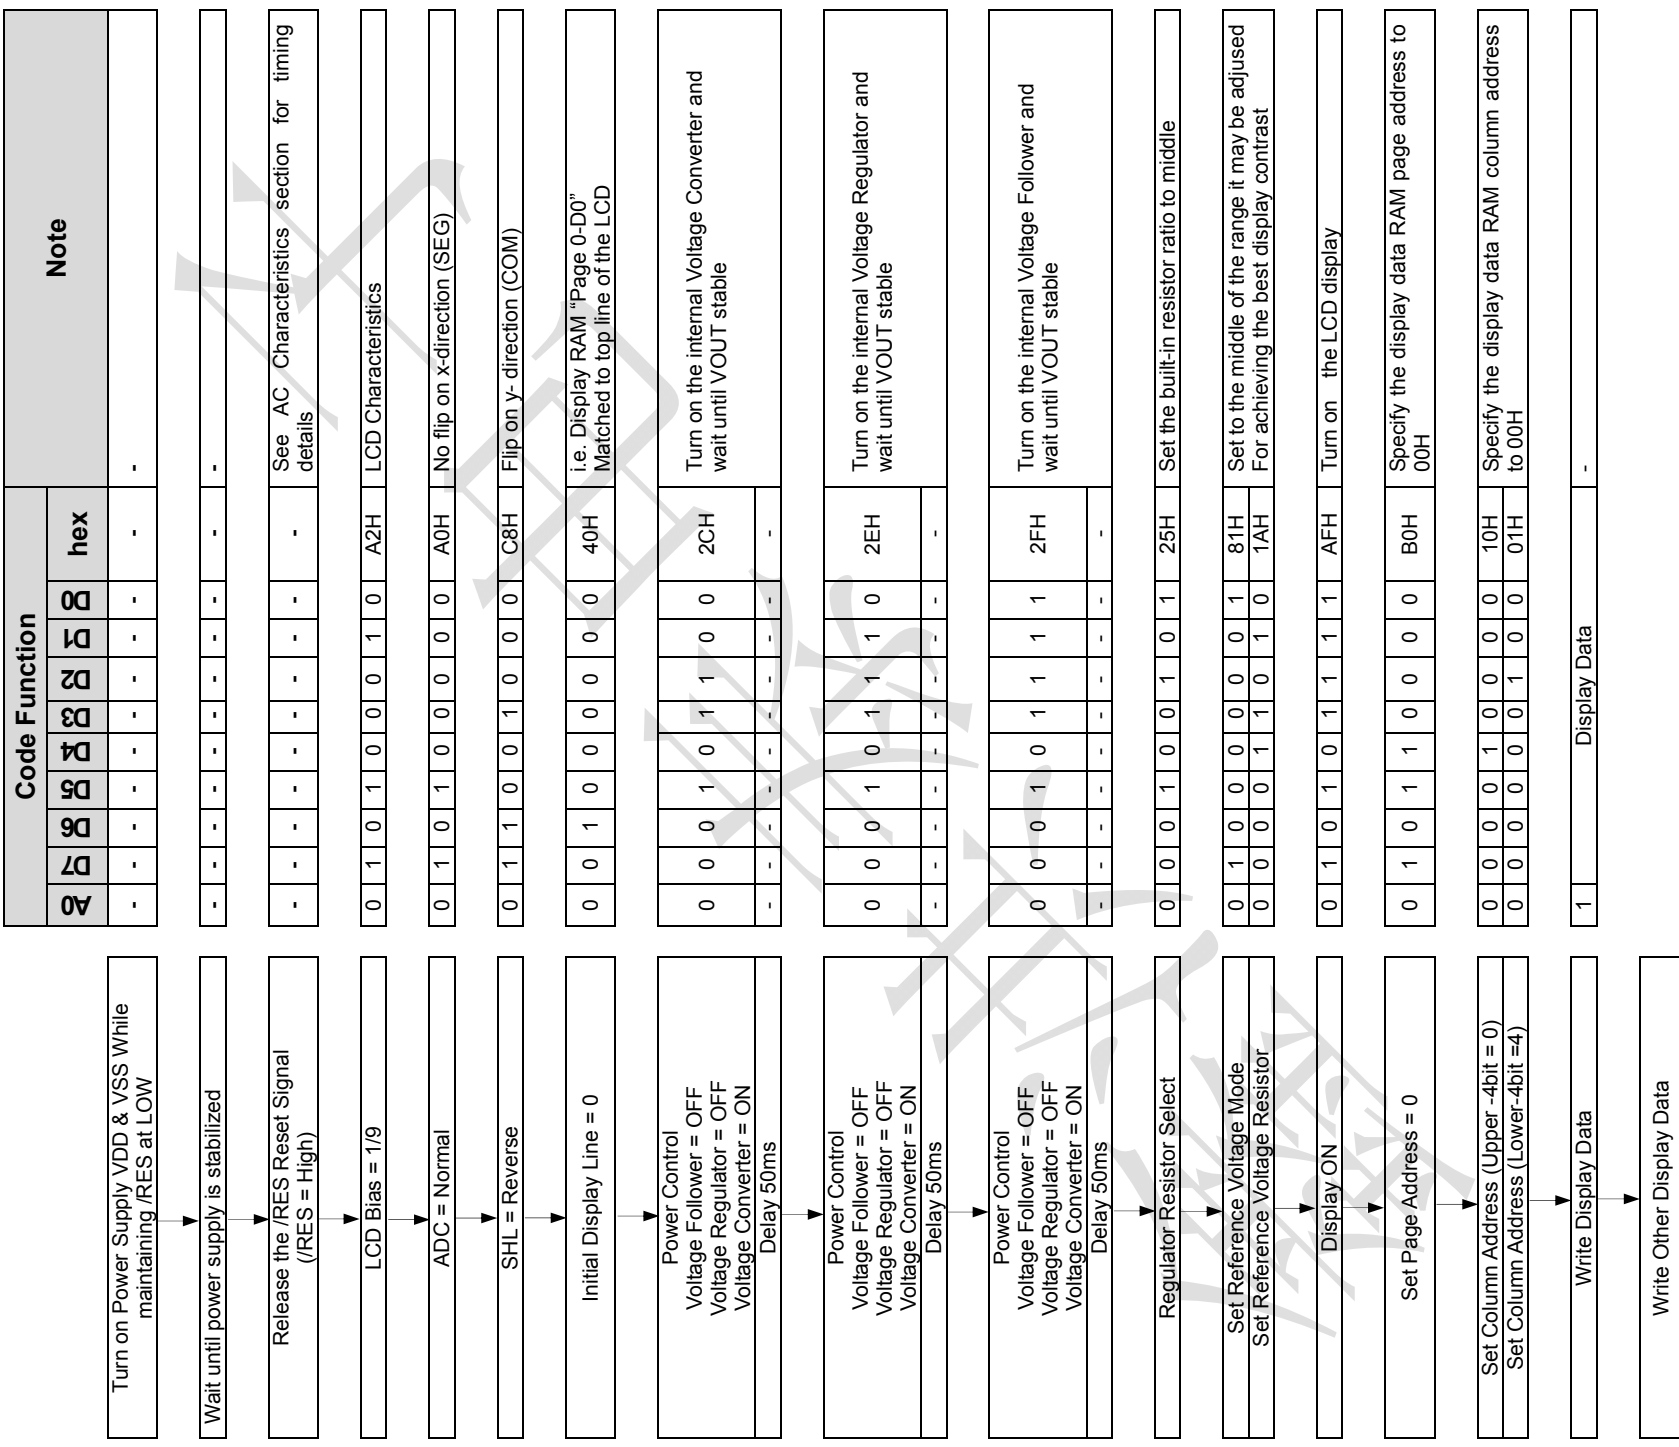 Code Function Note
A0 D7 D6 D5 D4 D3 D2 D1 D0 hex
Turn on Power Supply VDD & VSS While
maintaining /RES at LOW
- - - - - - - - - - -
Wait until power supply is stabilized
- - - - - - - - - - -
Release the /RES Reset Signal
(/RES = High)
- - - - - - - - - -
See AC Characteristics section for timing
details
LCD Bias = 1/9 0 1 0 1 0 0 0 1 0 A2H LCD Characteristics
ADC = Normal 0 1 0 1 0 0 0 0 0 A0H No flip on x-direction (SEG)
SHL = Reverse 0 1 1 0 0 1 0 0 0 C8H Flip on y- direction (COM)
Initial Display Line = 0 0 0 1 0 0 0 0 0 0 40H
i.e. Display RAM “Page 0-D0”
Matched to top line of the LCD
Power Control
Voltage Follower = OFF
Voltage Regulator = OFF
Voltage Converter = ON
0 0 0 1 0 1 1 0 0 2CH
Turn on the internal Voltage Converter and
wait until VOUT stable
Delay 50ms - - - - - - - - - -
Power Control
Voltage Follower = OFF
Voltage Regulator = OFF
Voltage Converter = ON
0 0 0 1 0 1 1 1 0 2EH
Turn on the internal Voltage Regulator and
wait until VOUT stable
Delay 50ms - - - - - - - - - -
Power Control
Voltage Follower = OFF
Voltage Regulator = OFF
Voltage Converter = ON
0 0 0 1 0 1 1 1 1 2FH
Turn on the internal Voltage Follower and
wait until VOUT stable
Delay 50ms - - - - - - - - - -
Regulator Resistor Select 0 0 0 1 0 0 1 0 1 25H Set the built-in resistor ratio to middle
Set Reference Voltage Mode 0 1 0 0 0 0 0 0 1 81H Set to the middle of the range it may be adjused
Set Reference Voltage Resistor 0 0 0 0 1 1 0 1 0 1AH For achieving the best display contrast
Display ON 0 1 0 1 0 1 1 1 1 AFH Turn on the LCD display
Set Page Address = 0 0 1 0 1 1 0 0 0 0 B0H
Specify the display data RAM page address to
00H
Set Column Address (Upper -4bit = 0) 0 0 0 0 1 0 0 0 0 10H Specify the display data RAM column address
Set Column Address (Lower-4bit =4) 0 0 0 0 0 0 1 0 0 01H to 00H
Write Display Data 1 Display Data -
Write Other Display Data